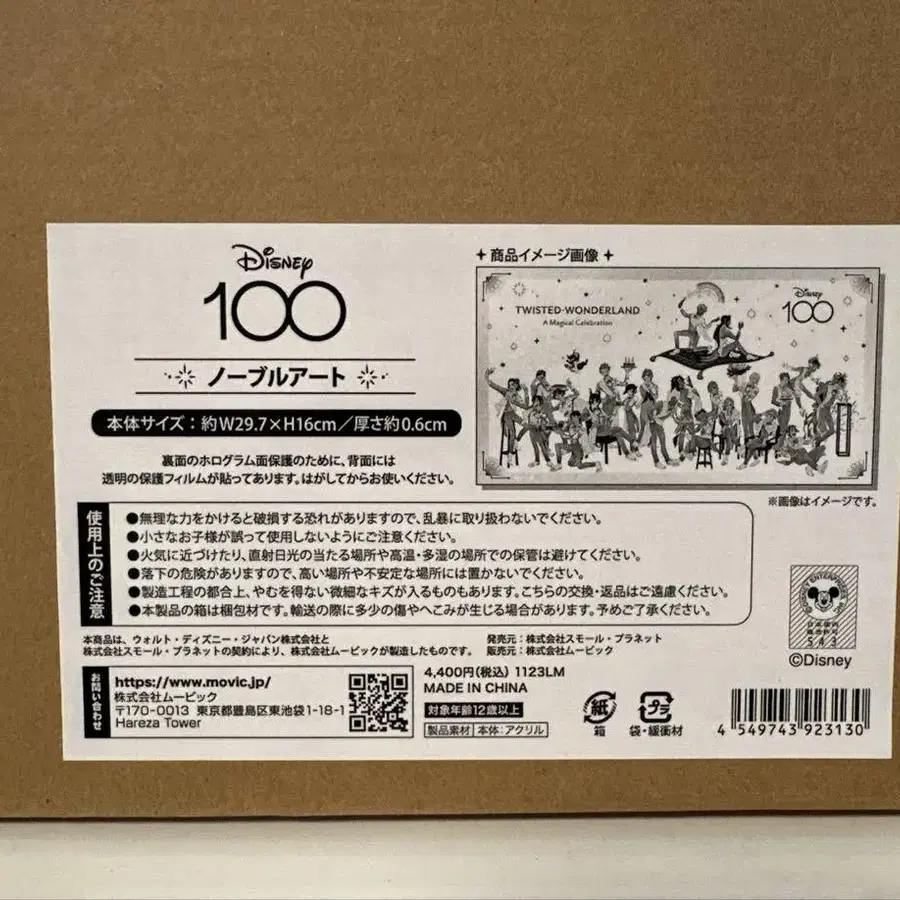 Disney
100
ノーブルアート
本体サイズ：約W29.7×H16cm／厚さ約0.6cm
裏面のホログラム面保護のために、背面には
透明の保護フィルムが貼ってあります。はがしてからお使いください。
商品イメージ画像
TWISTED-WONDERLAND
A Magical Celebration
Disney
100
※画像はイメージです。
使用上のご注意
●無理な力をかけると破損する恐れがありますので、乱暴に取り扱わないでください。
●小さなお子様が誤って使用しないようにご注意ください。
●火気に近づけたり、直射日光の当たる場所や高温・多湿の場所での保管は避けてください。
●落下の危険がありますので、高い場所や不安定な場所には置かないでください。
●製造工程の都合上、やむを得ない微細なキズが入るものもあります。こちらの交換・返品はご遠慮ください。
●本製品の箱は梱包材です。輸送の際に多少の傷やへこみが生じる場合があります。予めご了承ください。
本商品は、ウォルト・ディズニー・ジャパン株式会社と
株式会社スモール・プラネットの契約により、株式会社ムービックが製造したものです。
発売元：株式会社スモール・プラネット
販売元：株式会社ムービック
お問い合わせ
https://www.movic.jp/
株式会社ムービック
〒170-0013 東京都豊島区東池袋1-18-1
Hareza Tower
4,400円(税込) 1123LM
MADE IN CHINA
対象年齢12歳以上
製品素材 本体：アクリル
紙
箱
プラ
袋・緩衝材
543
©Disney
4 549743 923130